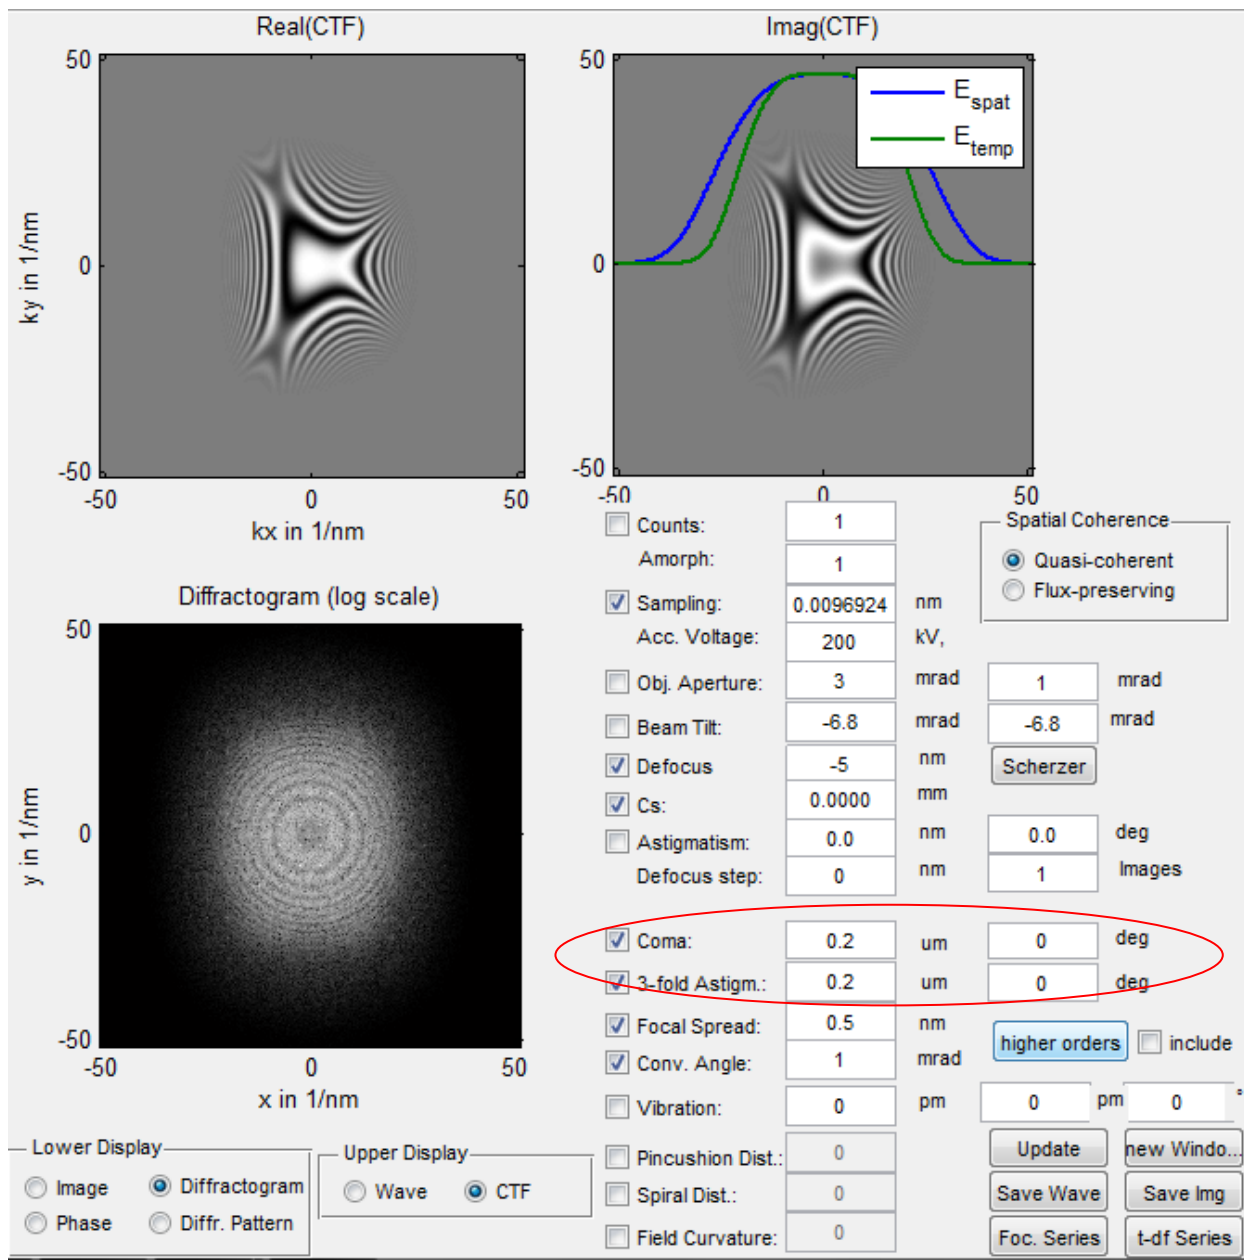 Real(CTF)
50
0
-50
-50 0 50
ky in 1/nm
kx in 1/nm
Imag(CTF)
50
0
-50
-50 0 50
E_spat
E_temp
Diffractogram (log scale)
50
0
-50
-50 0 50
y in 1/nm
x in 1/nm
Counts: 1
Amorph: 1
Sampling: 0.0096924 nm
Acc. Voltage: 200 kV,
Obj. Aperture: 3 mrad 1 mrad
Beam Tilt: -6.8 mrad -6.8 mrad
Defocus -5 nm Scherzer
Cs: 0.0000 mm
Astigmatism: 0.0 nm 0.0 deg
Defocus step: 0 nm 1 Images
Coma: 0.2 um 0 deg
3-fold Astigm.: 0.2 um 0 deg
Focal Spread: 0.5 nm
higher orders include
Conv. Angle: 1 mrad
Vibration: 0 pm 0 pm 0 °
Pincushion Dist.: 0
Spiral Dist.: 0
Field Curvature: 0
Spatial Coherence
Quasi-coherent
Flux-preserving
Update new Windo...
Save Wave Save Img
Foc. Series t-df Series
Lower Display
Image Diffractogram
Phase Diffr. Pattern
Upper Display
Wave CTF